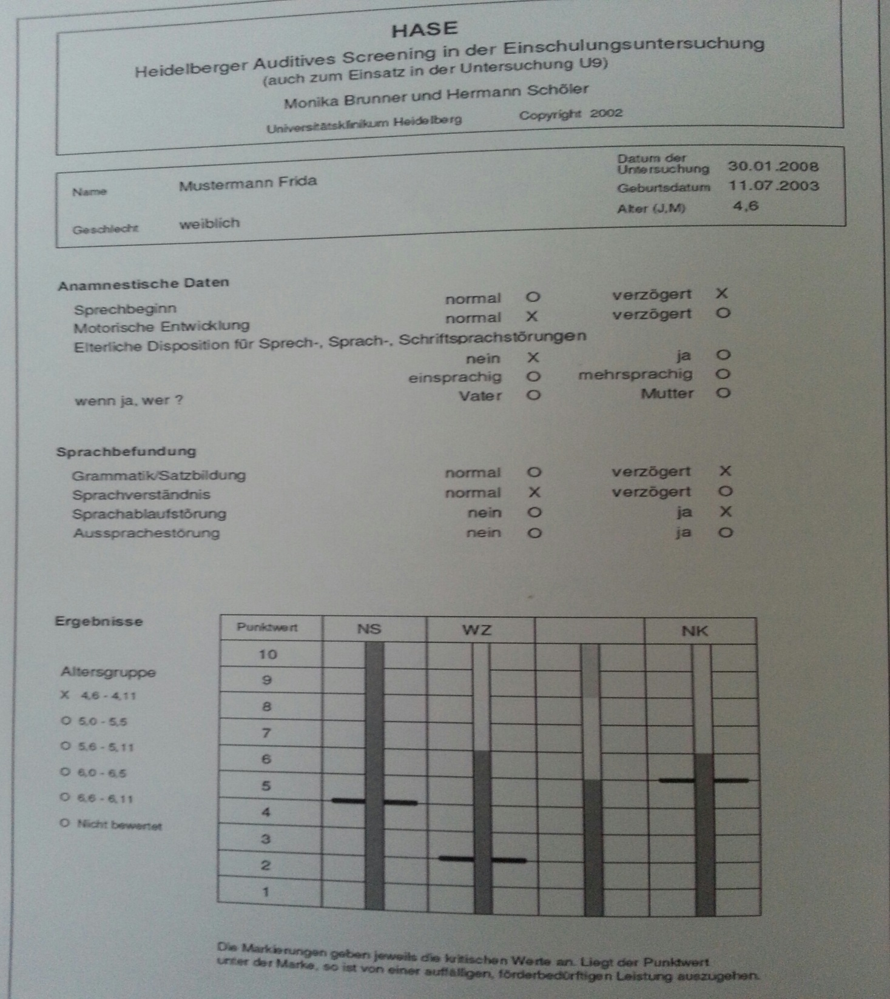 HASE
Heidelberger Auditives Screening in der Einschulungsuntersuchung
(auch zum Einsatz in der Untersuchung U9)
Monika Brunner und Hermann Schöler
Universitätsklinikum Heidelberg Copyright 2002
Name Mustermann Frida
Geschlecht weiblich
Datum der
Untersuchung 30.01.2008
Geburtsdatum 11.07.2003
Alter (J,M) 4,6
Anamnestische Daten
Sprechbeginn normal O verzögert X
Motorische Entwicklung normal X verzögert O
Elterliche Disposition für Sprech-, Sprach-, Schriftsprachstörungen
nein X ja O
einsprachig O mehrsprachig O
wenn ja, wer ? Vater O Mutter O
Sprachbefundung
Grammatik/Satzbildung normal O verzögert X
Sprachverständnis normal X verzögert O
Sprachablaufstörung nein O ja X
Aussprachestörung nein O ja O
Ergebnisse
Altersgruppe
X 4,6 - 4,11
O 5,0 - 5,5
O 5,6 - 5,11
O 6,0 - 6,5
O 6,6 - 6,11
O Nicht bewertet
Punktwert NS WZ NK
10
9
8
7
6
5
4
3
2
1
Die Markierungen geben jeweils die kritischen Werte an. Liegt der Punktwert
unter der Marke, so ist von einer auffälligen, förderbedürftigen Leistung auszugehen.